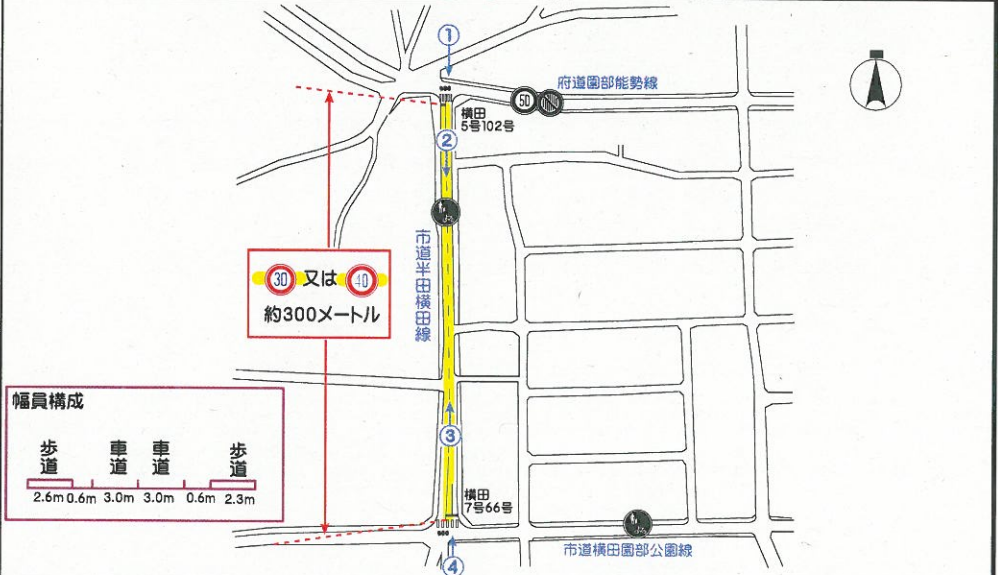 ①
府道園部能勢線
50
横田
5号102号
②
市道半田横田線
30 又は 40
約300メートル
幅員構成
歩道 車道 車道 歩道
2.6m 0.6m 3.0m 3.0m 0.6m 2.3m
③
横田
7号66号
市道横田園部公園線
④